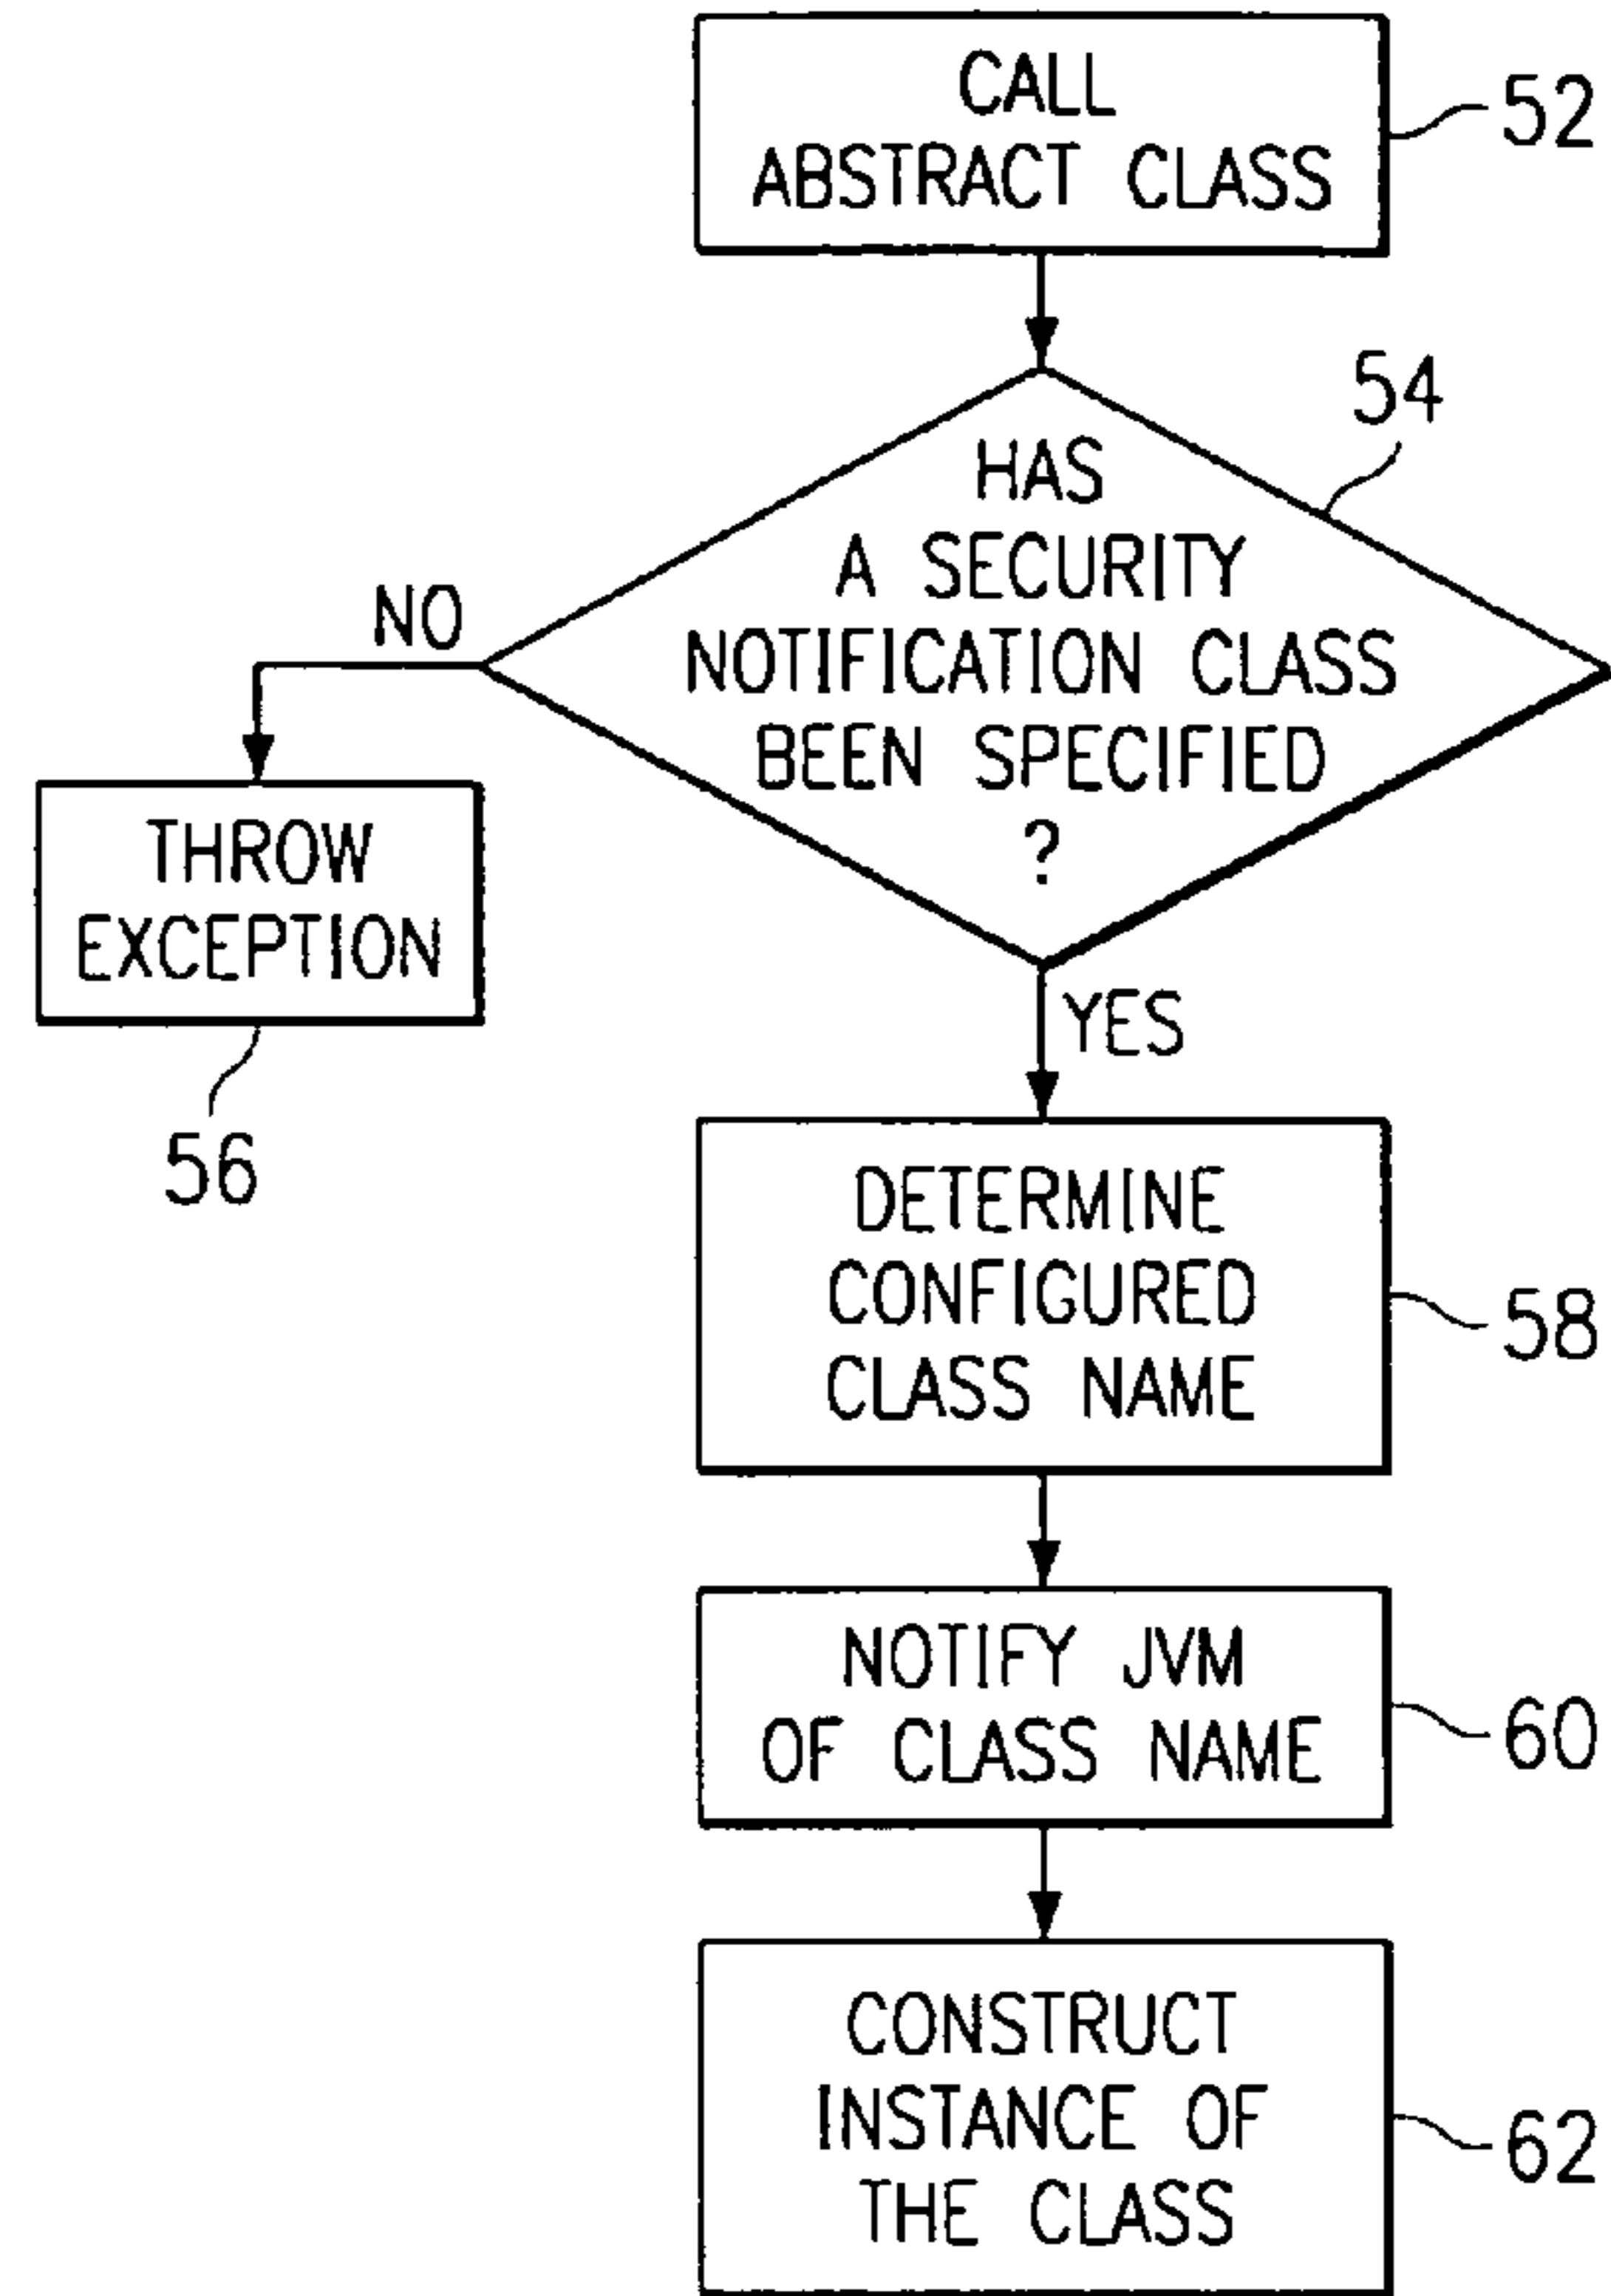 CALL
ABSTRACT CLASS
52
54
HAS
A SECURITY
NOTIFICATION CLASS
BEEN SPECIFIED
?
NO
THROW
EXCEPTION
56
YES
DETERMINE
CONFIGURED
CLASS NAME
58
NOTIFY JVM
OF CLASS NAME
60
CONSTRUCT
INSTANCE OF
THE CLASS
62